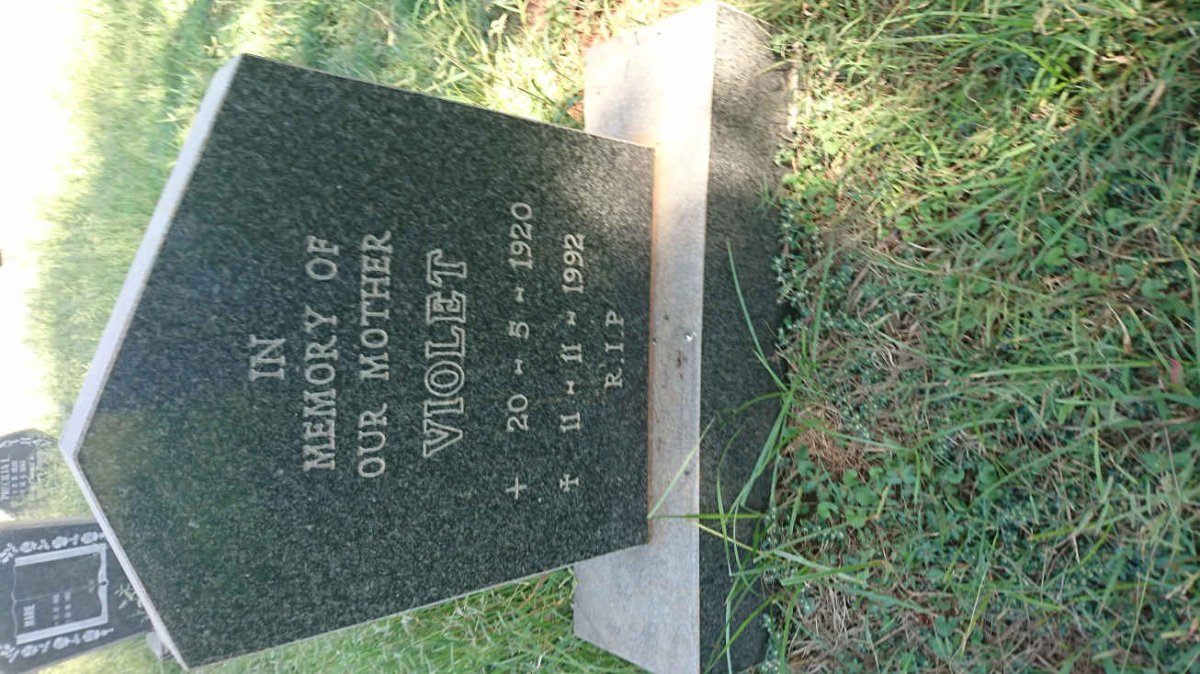 IN
MEMORY OF
OUR MOTHER
VIOLET
+ 20 - 5 - 1920
✝ 11 - 11 - 1992
R.I.P